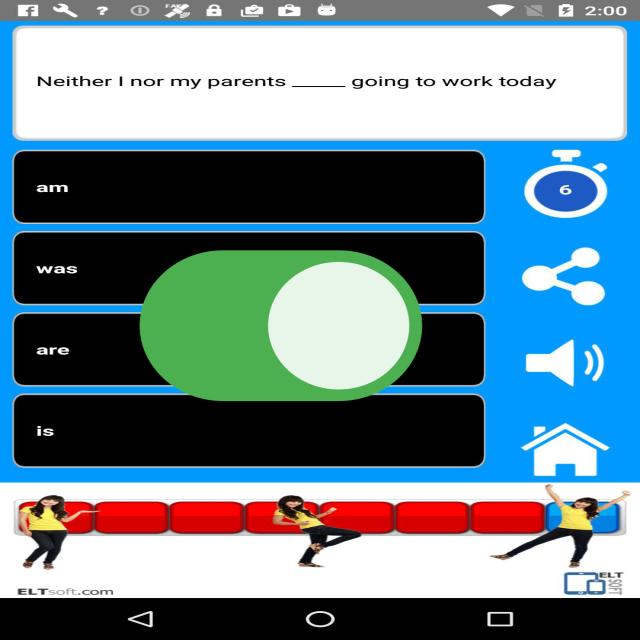 2:00
Neither I nor my parents _____ going to work today
am
6
was
are
is
ELTsoft.com
ELT
SOFT